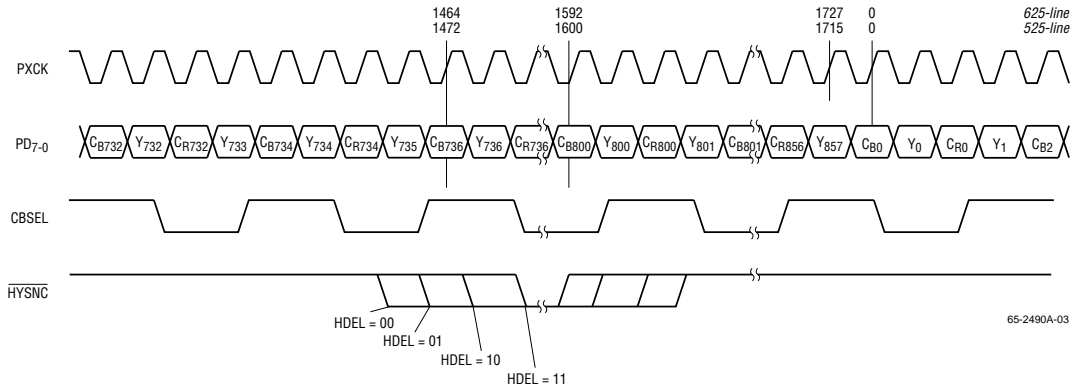 1464 1592 1727 0 625-line
1472 1600 1715 0 525-line
PXCK
PD7-0 CB732 Y732 CR732 Y733 CB734 Y734 CR734 Y735 CB736 Y736 CR736 CB800 Y800 CR800 Y801 CB801 CR856 Y857 CB0 Y0 CR0 Y1 CB2
CBSEL
HYSNC
HDEL = 00
HDEL = 01
HDEL = 10
HDEL = 11
65-2490A-03